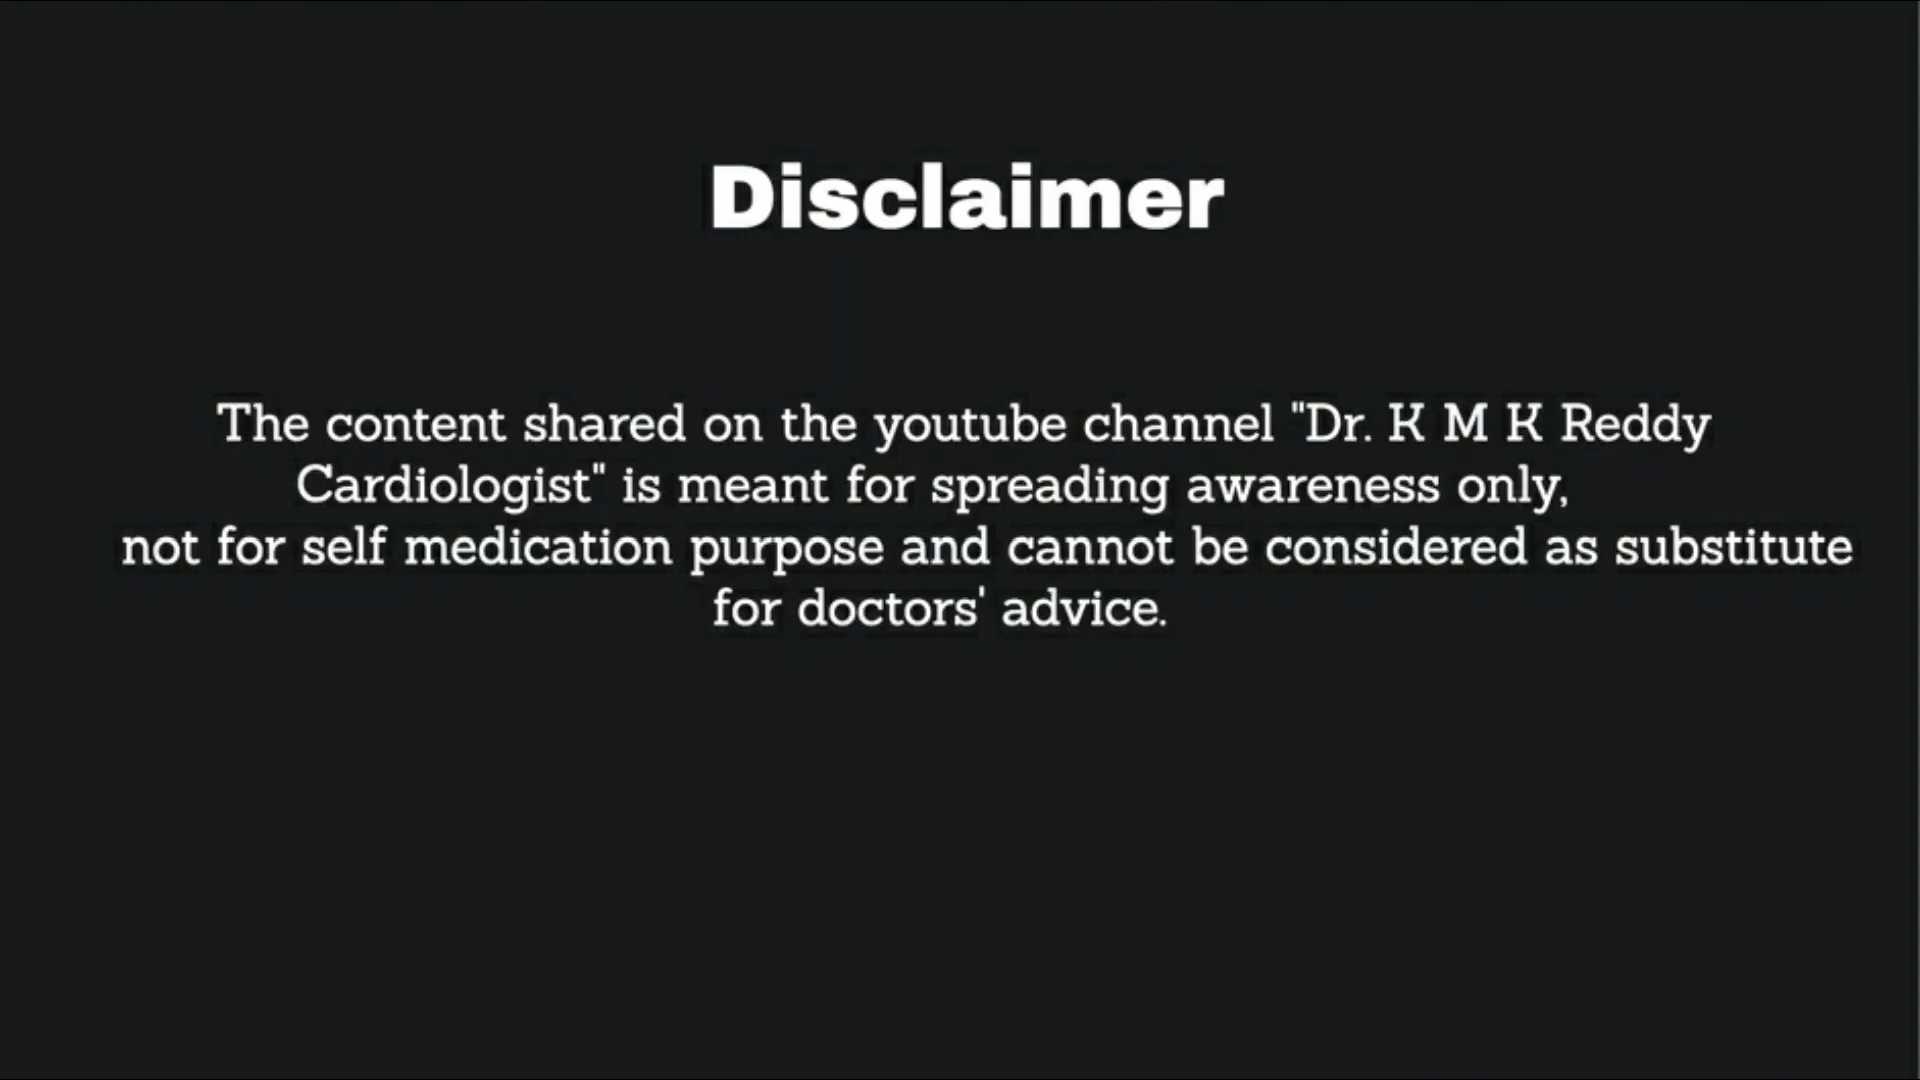 Disclaimer
The content shared on the youtube channel "Dr. K M K Reddy
Cardiologist" is meant for spreading awareness only,
not for self medication purpose and cannot be considered as substitute
for doctors' advice.